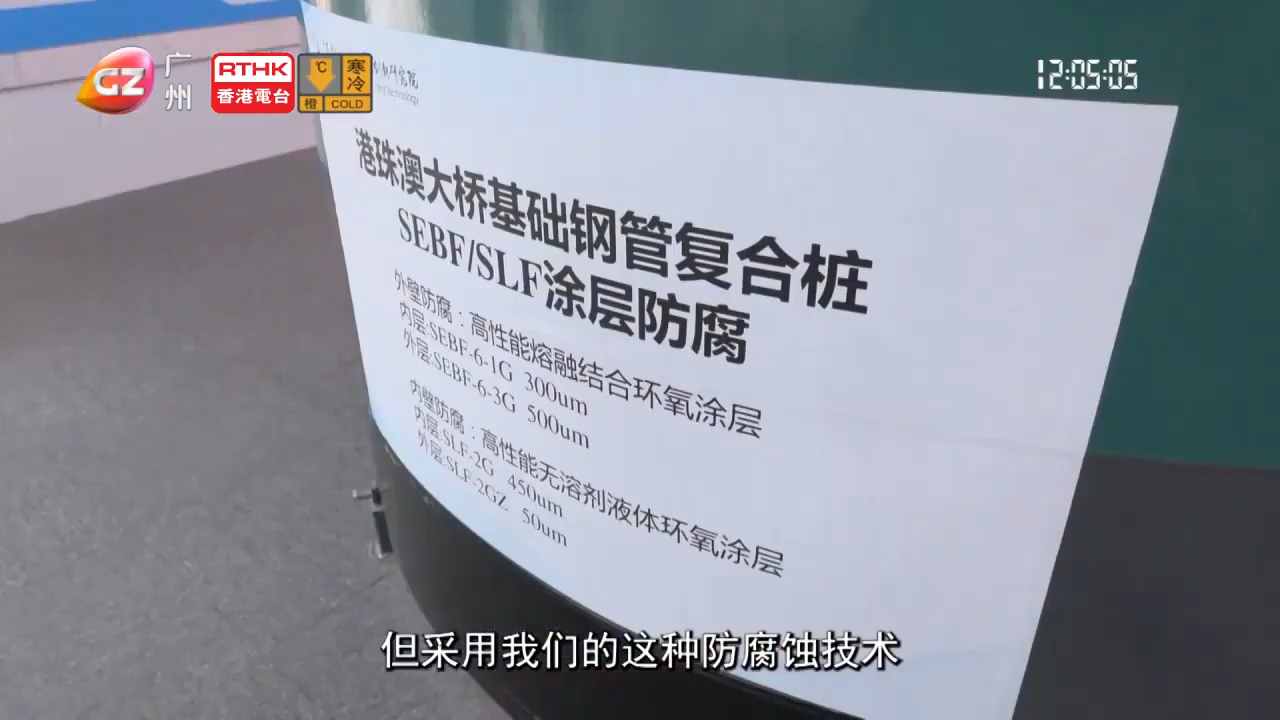 GZ
广州
RTHK
香港電台
℃
寒冷
橙
COLD
12:05:05
港珠澳大桥基础钢管复合桩
SEBF/SLF涂层防腐
外壁防腐：高性能熔融结合环氧涂层
内层:SEBF-6-1G 300um
外层:SEBF-6-3G 500um
内壁防腐：高性能无溶剂液体环氧涂层
内层:SLF-2G 450um
外层:SLF-2GZ 50um
但采用我们的这种防腐蚀技术